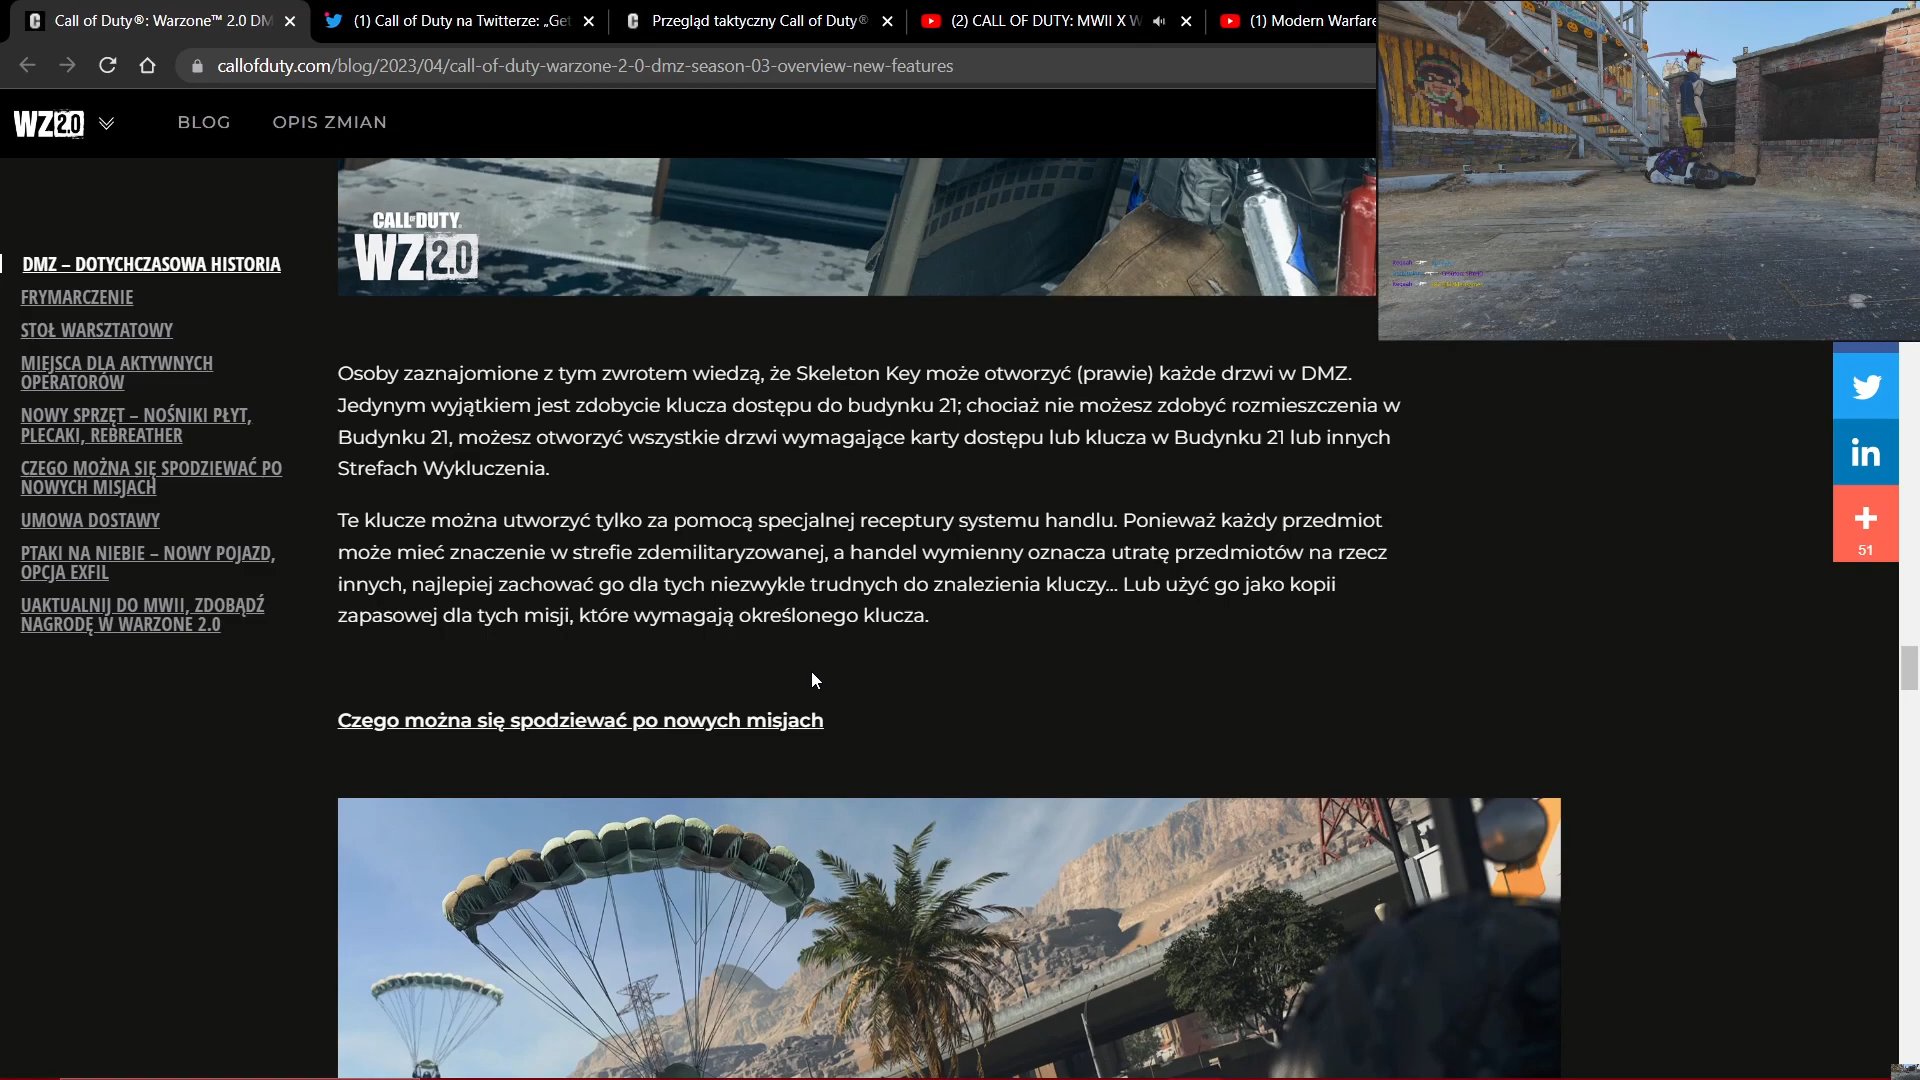 Call of Duty®: Warzone™ 2.0 DM
(1) Call of Duty na Twitterze: „Get
Przegląd taktyczny Call of Duty®
(2) CALL OF DUTY: MWII X W
(1) Modern Warfare
callofduty.com/blog/2023/04/call-of-duty-warzone-2-0-dmz-season-03-overview-new-features
WZ2.0
BLOG
OPIS ZMIAN
CALL OF DUTY.
WZ2.0
DMZ – DOTYCHCZASOWA HISTORIA
FRYMARCZENIE
STOŁ WARSZTATOWY
MIEJSCA DLA AKTYWNYCH
OPERATORÓW
NOWY SPRZĘT – NOŚNIKI PŁYT,
PLECAKI, REBREATHER
CZEGO MOŻNA SIĘ SPODZIEWAĆ PO
NOWYCH MISJACH
UMOWA DOSTAWY
PTAKI NA NIEBIE – NOWY POJAZD,
OPCJA EXFIL
UAKTUALNIJ DO MWII, ZDOBĄDŹ
NAGRODĘ W WARZONE 2.0
Osoby zaznajomione z tym zwrotem wiedzą, że Skeleton Key może otworzyć (prawie) każde drzwi w DMZ.
Jedynym wyjątkiem jest zdobycie klucza dostępu do budynku 21; chociaż nie możesz zdobyć rozmieszczenia w
Budynku 21, możesz otworzyć wszystkie drzwi wymagające karty dostępu lub klucza w Budynku 21 lub innych
Strefach Wykluczenia.
Te klucze można utworzyć tylko za pomocą specjalnej receptury systemu handlu. Ponieważ każdy przedmiot
może mieć znaczenie w strefie zdemilitaryzowanej, a handel wymienny oznacza utratę przedmiotów na rzecz
innych, najlepiej zachować go dla tych niezwykle trudnych do znalezienia kluczy... Lub użyć go jako kopii
zapasowej dla tych misji, które wymagają określonego klucza.
Czego można się spodziewać po nowych misjach
in
51